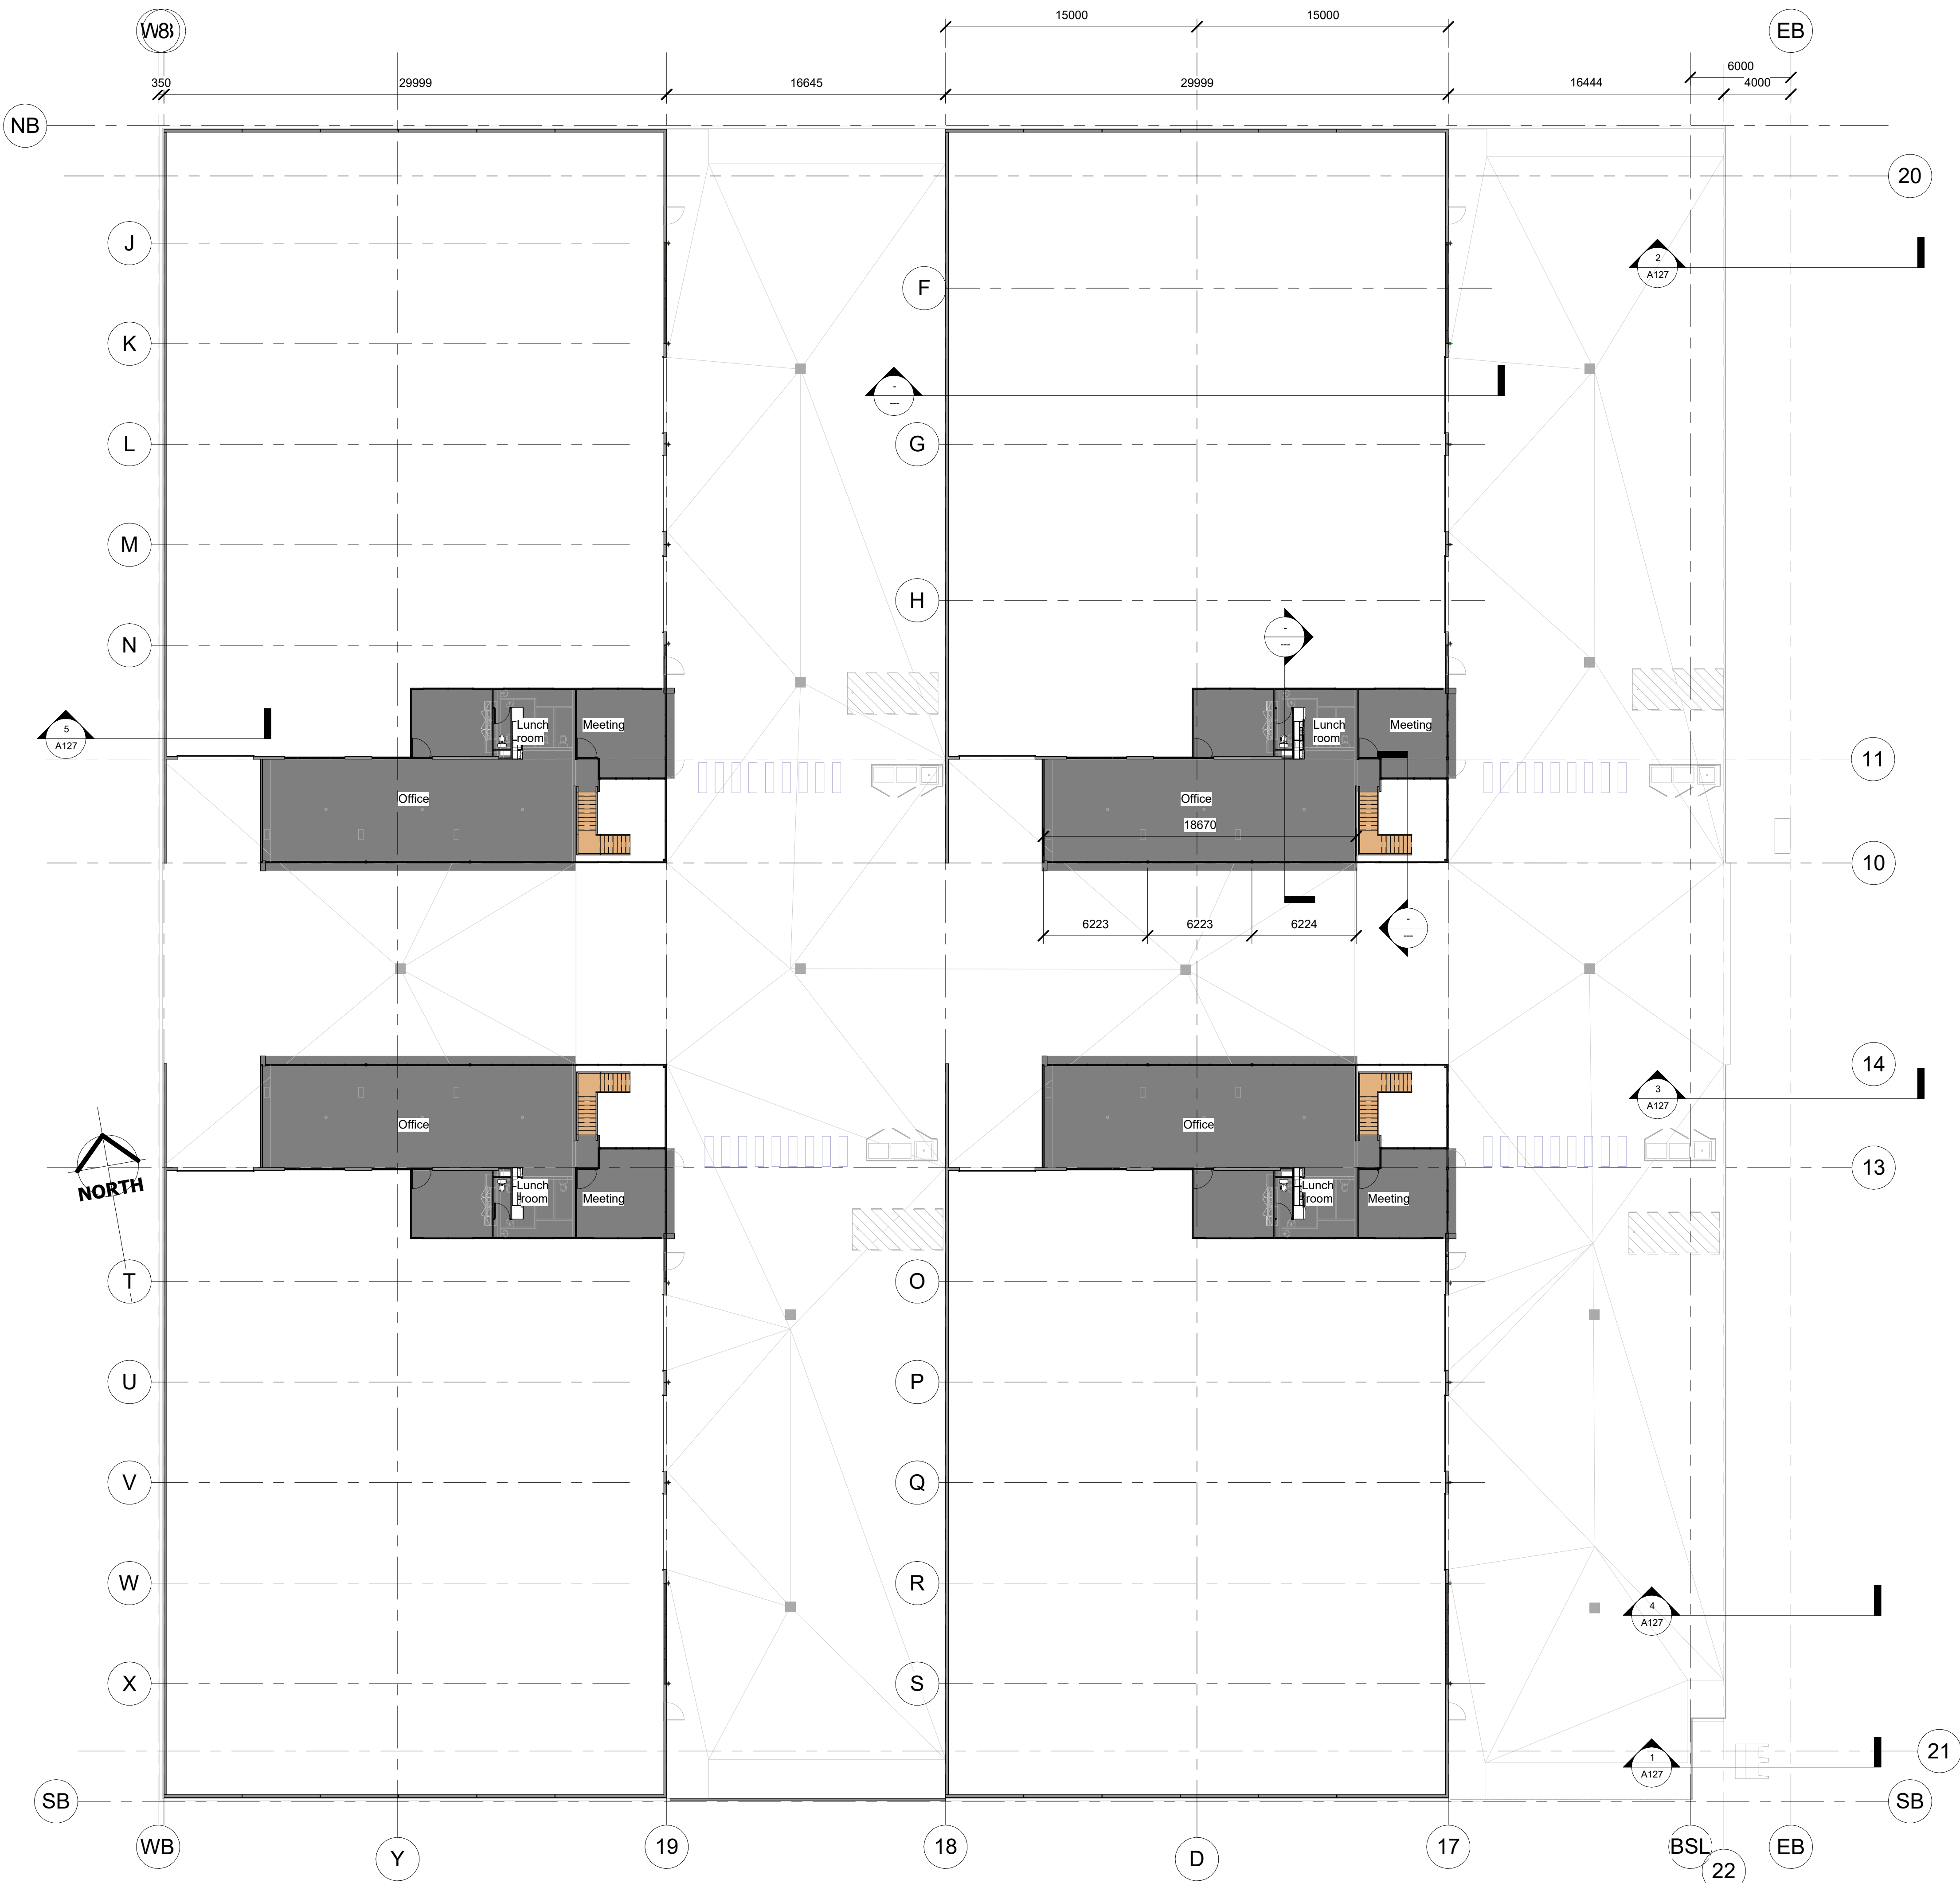 15000 15000
W8 EB
6000
350 29999 16645 29999 16444 4000
NB
20
J
2
A127
F
K
-
---
L G
M
H
N
-
---
5
A127
Lunch
room
Meeting
Lunch
room
Meeting
11
Office Office
18670
10
6223 6223 6224
-
---
14
3
A127
Office Office
NORTH
13
Lunch
room
Meeting
Lunch
room
Meeting
T O
U P
V Q
W R
4
A127
X S
21
1
A127
SB SB
WB Y 19 18 D 17 BSL 22 EB